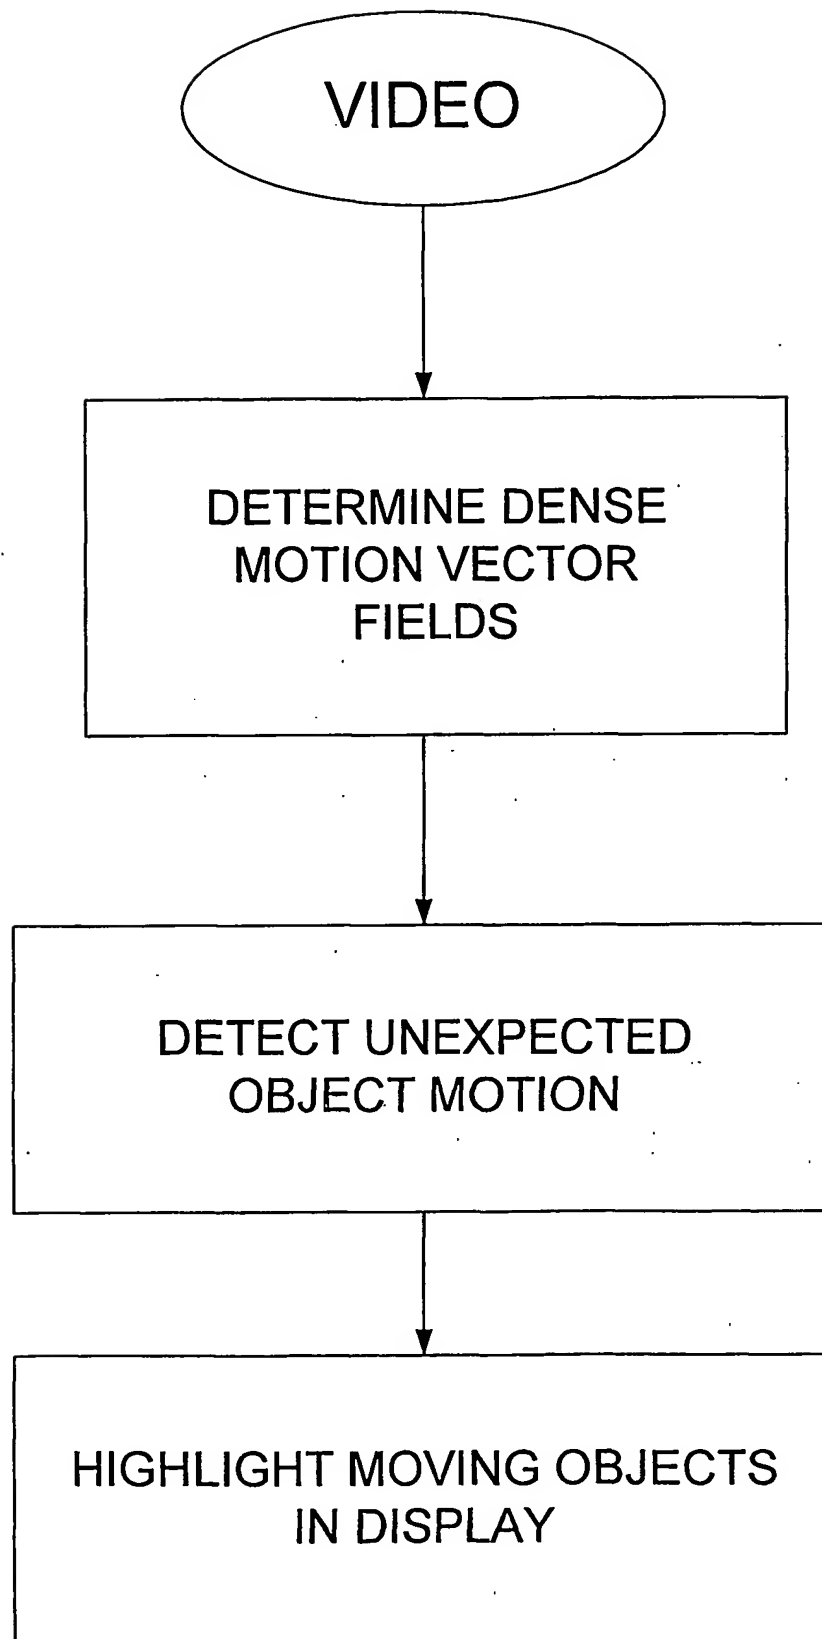 VIDEO
DETERMINE DENSE
MOTION VECTOR
FIELDS
DETECT UNEXPECTED
OBJECT MOTION
HIGHLIGHT MOVING OBJECTS
IN DISPLAY